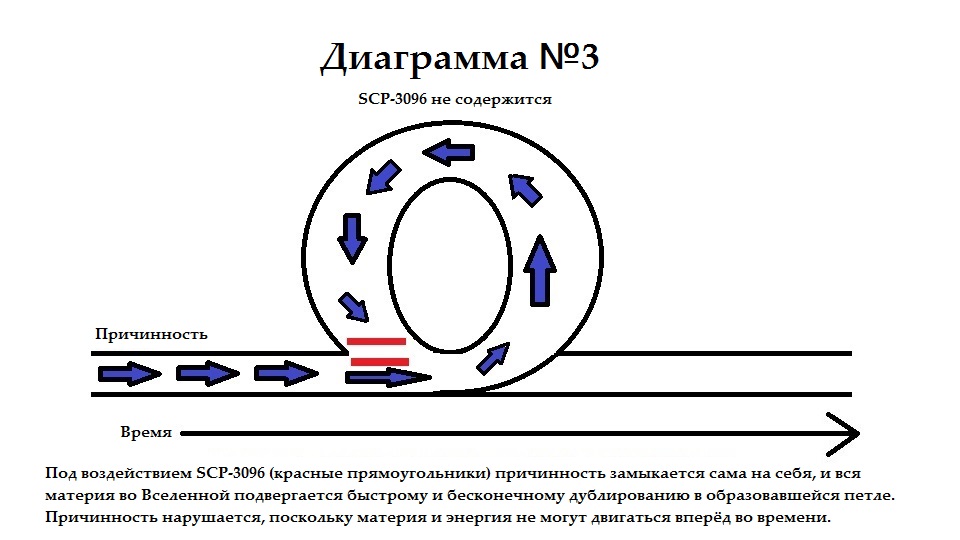 Диаграмма №3
SCP-3096 не содержится
Причинность
Время
Под воздействием SCP-3096 (красные прямоугольники) причинность замыкается сама на себя, и вся
материя во Вселенной подвергается быстрому и бесконечному дублированию в образовавшейся петле.
Причинность нарушается, поскольку материя и энергия не могут двигаться вперёд во времени.